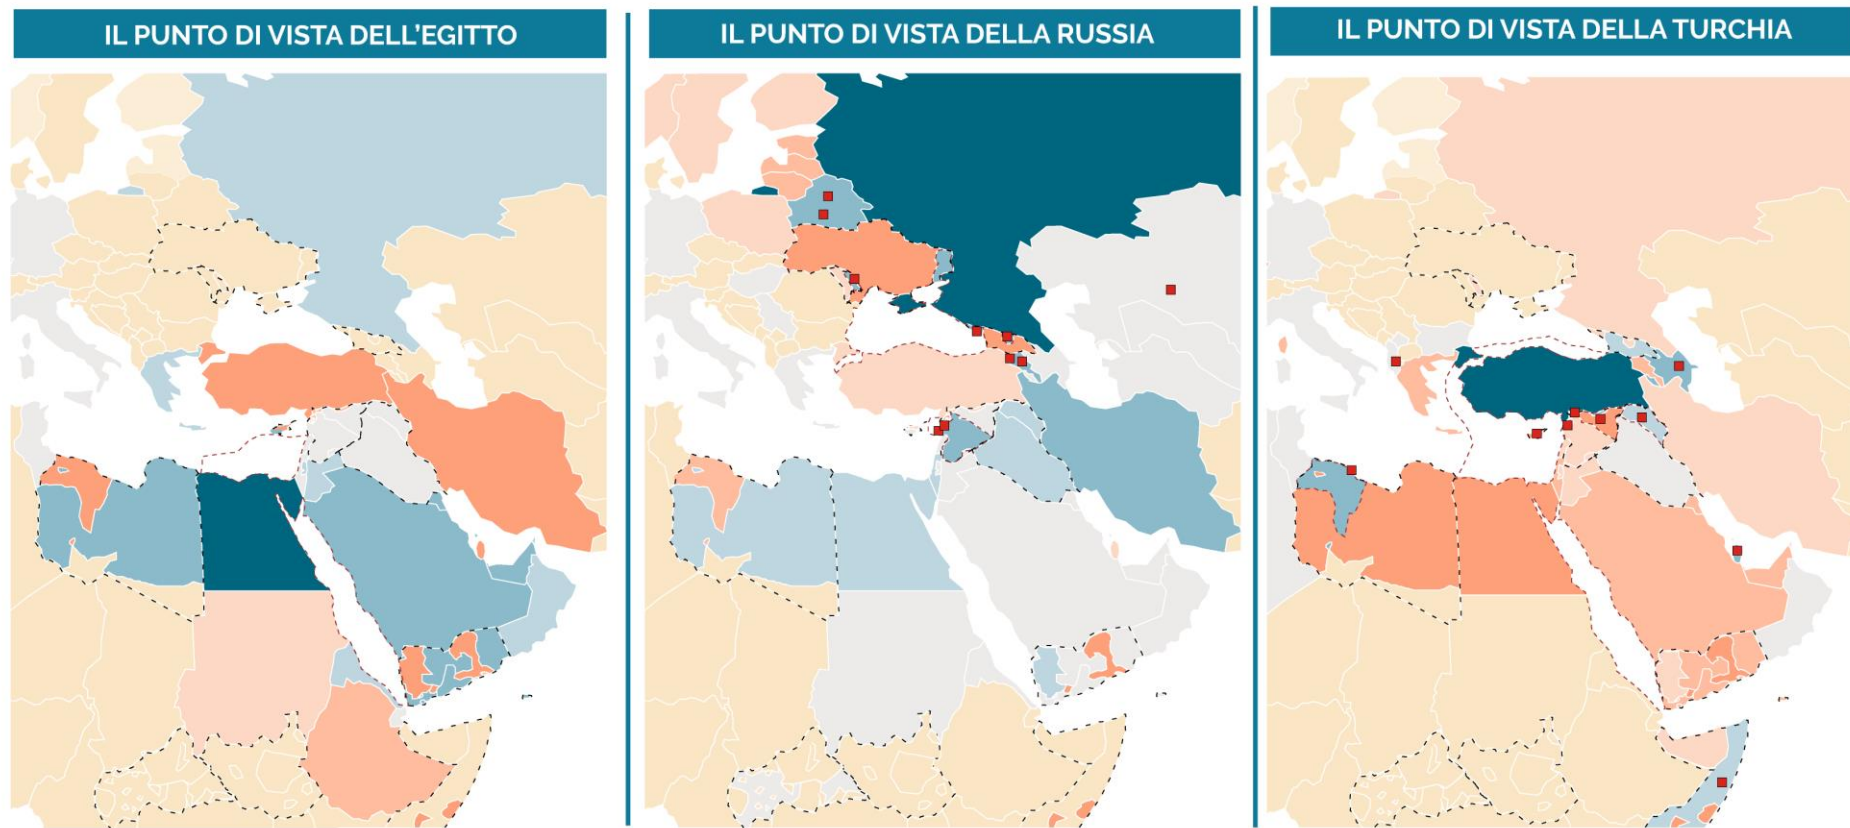 IL PUNTO DI VISTA DELL'EGITTO
IL PUNTO DI VISTA DELLA RUSSIA
IL PUNTO DI VISTA DELLA TURCHIA